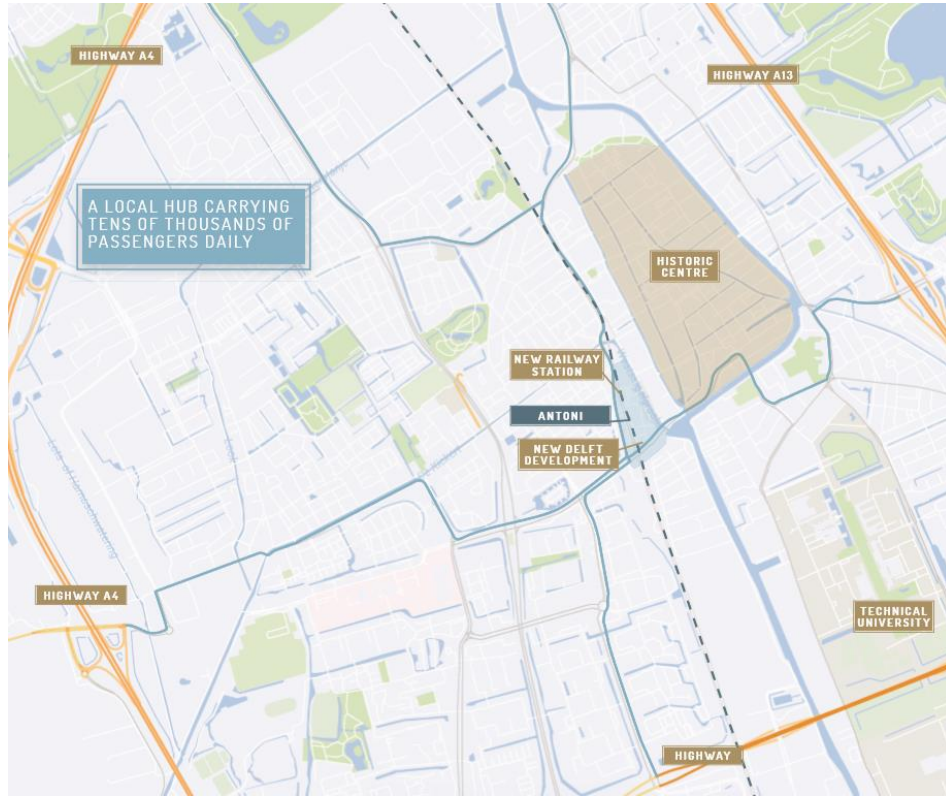 HIGHWAY A4
HIGHWAY A13
A LOCAL HUB CARRYING
TENS OF THOUSANDS OF
PASSENGERS DAILY
HISTORIC
CENTRE
NEW RAILWAY
STATION
ANTONI
NEW DELFT
DEVELOPMENT
HIGHWAY A4
TECHNICAL
UNIVERSITY
HIGHWAY